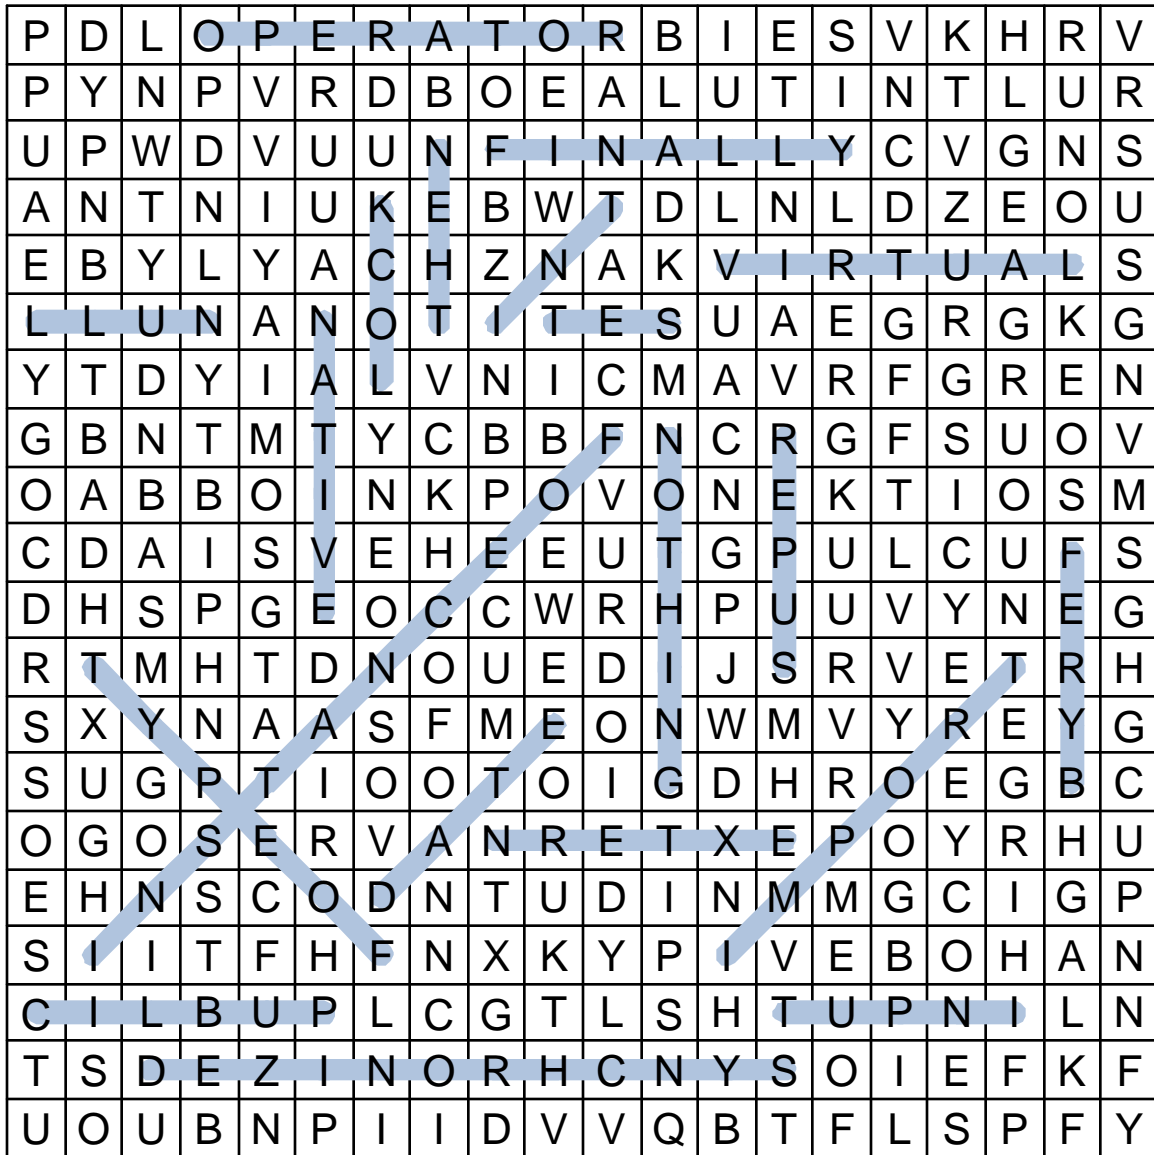 P D L O P E R A T O R B I E S V K H R V
P Y N P V R D B O E A L U T I N T L U R
U P W D V U U N F I N A L L Y C V G N S
A N T N I U K E B W T D L N L D Z E O U
E B Y L Y A C H Z N A K V I R T U A L S
L L U N A N O T I T E S U A E G R G K G
Y T D Y I A L V N I C M A V R F G R E N
G B N T M T Y C B B F N C R G F S U O V
O A B B O I N K P O V O N E K T I O S M
C D A I S V E H E E U T G P U L C U F S
D H S P G E O C C W R H P U U V Y N E G
R T M H T D N O U E D I J S R V E T R H
S X Y N A A S F M E O N W M V Y R E Y G
S U G P T I O O T O I G D H R O E G B C
O G O S E R V A N R E T X E P O Y R H U
E H N S C O D N T U D I N M M G C I G P
S I I T F H F N X K Y P I V E B O H A N
C I L B U P L C G T L S H T U P N I L N
T S D E Z I N O R H C N Y S O I E F K F
U O U B N P I I D V V Q B T F L S P F Y